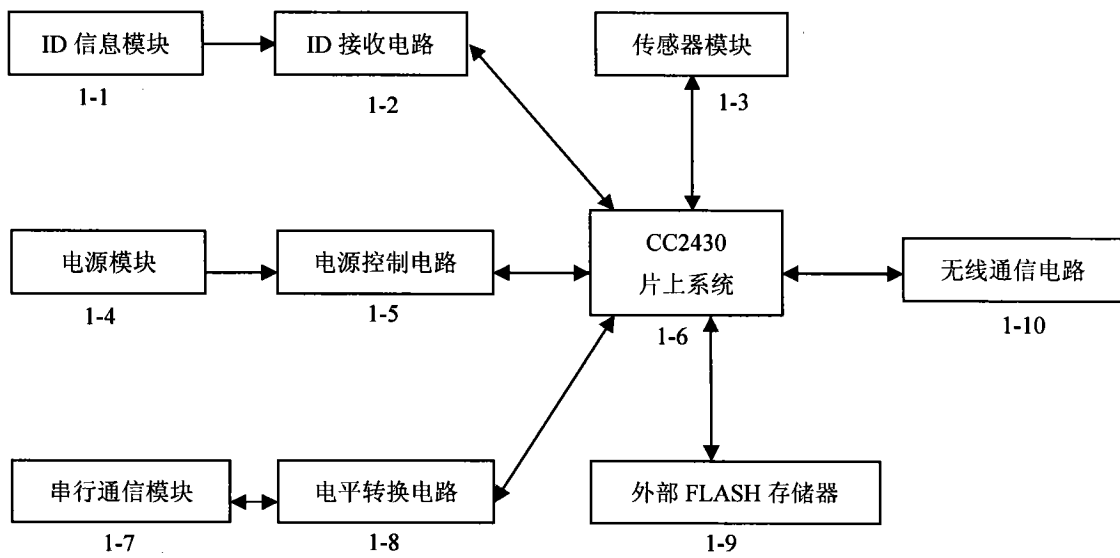 ID 信息模块
1-1
ID 接收电路
1-2
传感器模块
1-3
电源模块
1-4
电源控制电路
1-5
CC2430
片上系统
1-6
无线通信电路
1-10
串行通信模块
1-7
电平转换电路
1-8
外部 FLASH 存储器
1-9